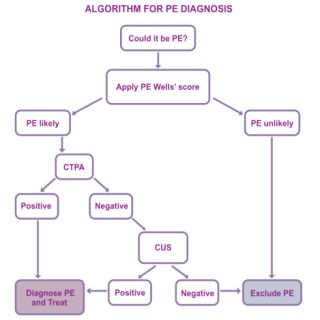 ALGORITHM FOR PE DIAGNOSIS
Could it be PE?
Apply PE Wells' score
PE likely
PE unlikely
CTPA
Positive
Negative
CUS
Diagnose PE
and Treat
Positive
Negative
Exclude PE